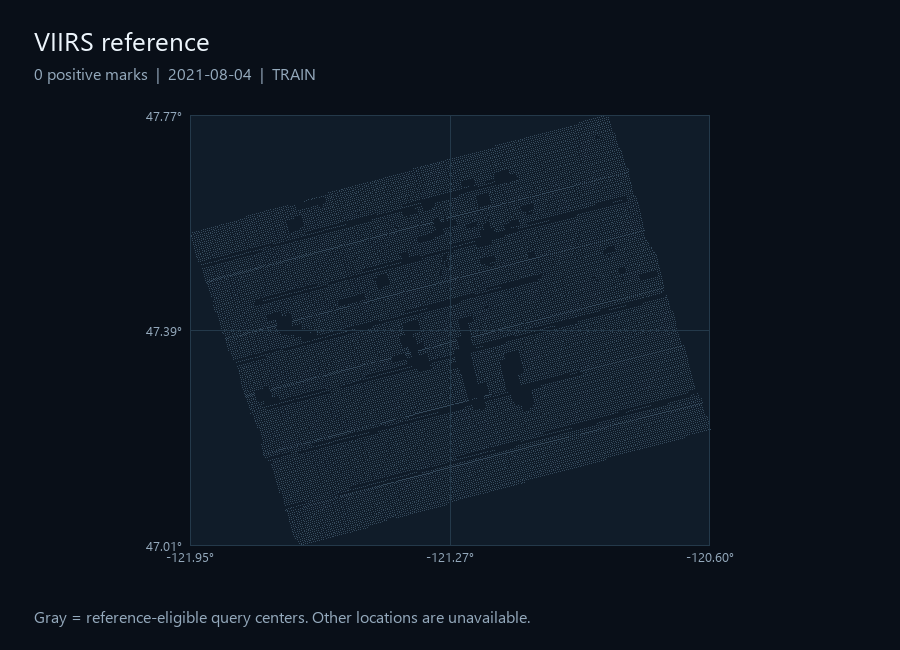 VIIRS reference
0 positive marks | 2021-08-04 | TRAIN
47.77°
47.39°
47.01°
-121.95°
-121.27°
-120.60°
Gray = reference-eligible query centers. Other locations are unavailable.